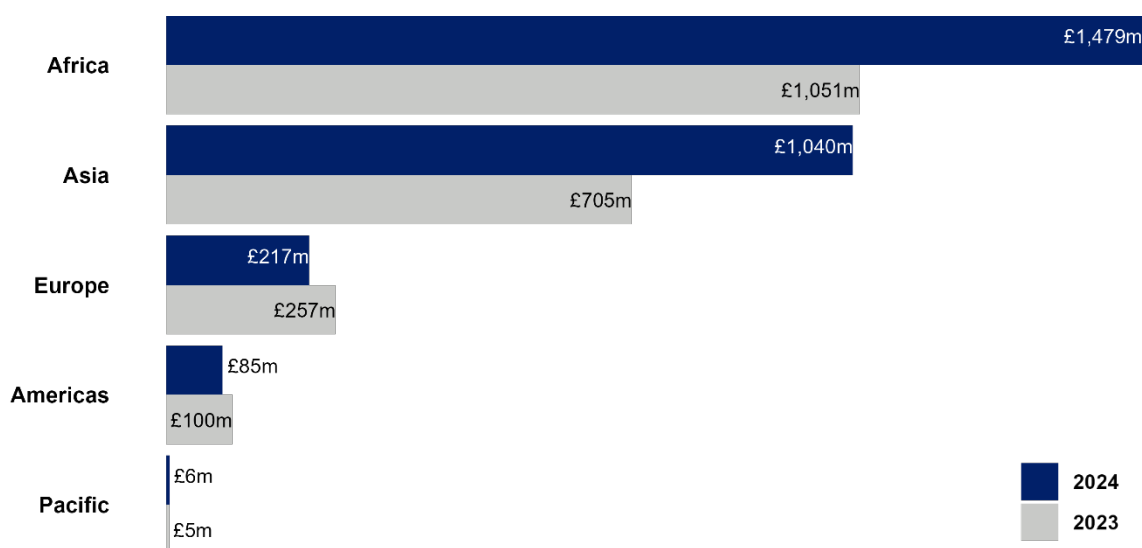 £1,479m
Africa
£1,051m
£1,040m
Asia
£705m
£217m
Europe
£257m
£85m
Americas
£100m
£6m
2024
Pacific
2023
£5m